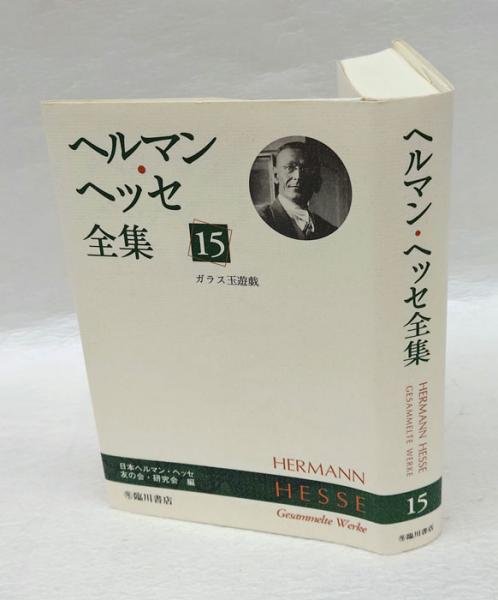 ヘルマン・
ヘッセ
全集 15
ガラス玉遊戯
日本ヘルマン・ヘッセ
友の会・研究会 編
臨川書店
HERMANN
HESSE
Gesammelte Werke
ヘルマン・ヘッセ全集
HERMANN HESSE
GESAMMELTE WERKE
15
臨川書店